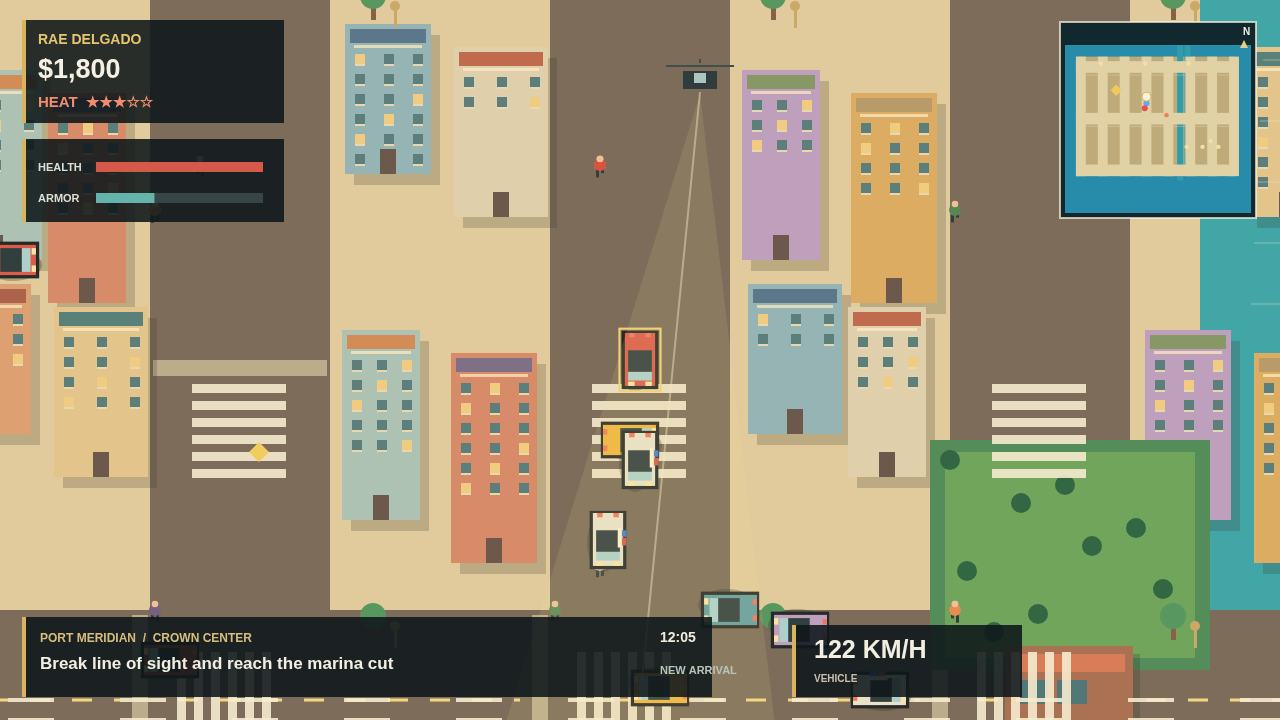 RAE DELGADO
$1,800
HEAT ★★★☆☆
HEALTH
ARMOR
N
PORT MERIDIAN / CROWN CENTER
12:05
Break line of sight and reach the marina cut
NEW ARRIVAL
122 KM/H
VEHICLE